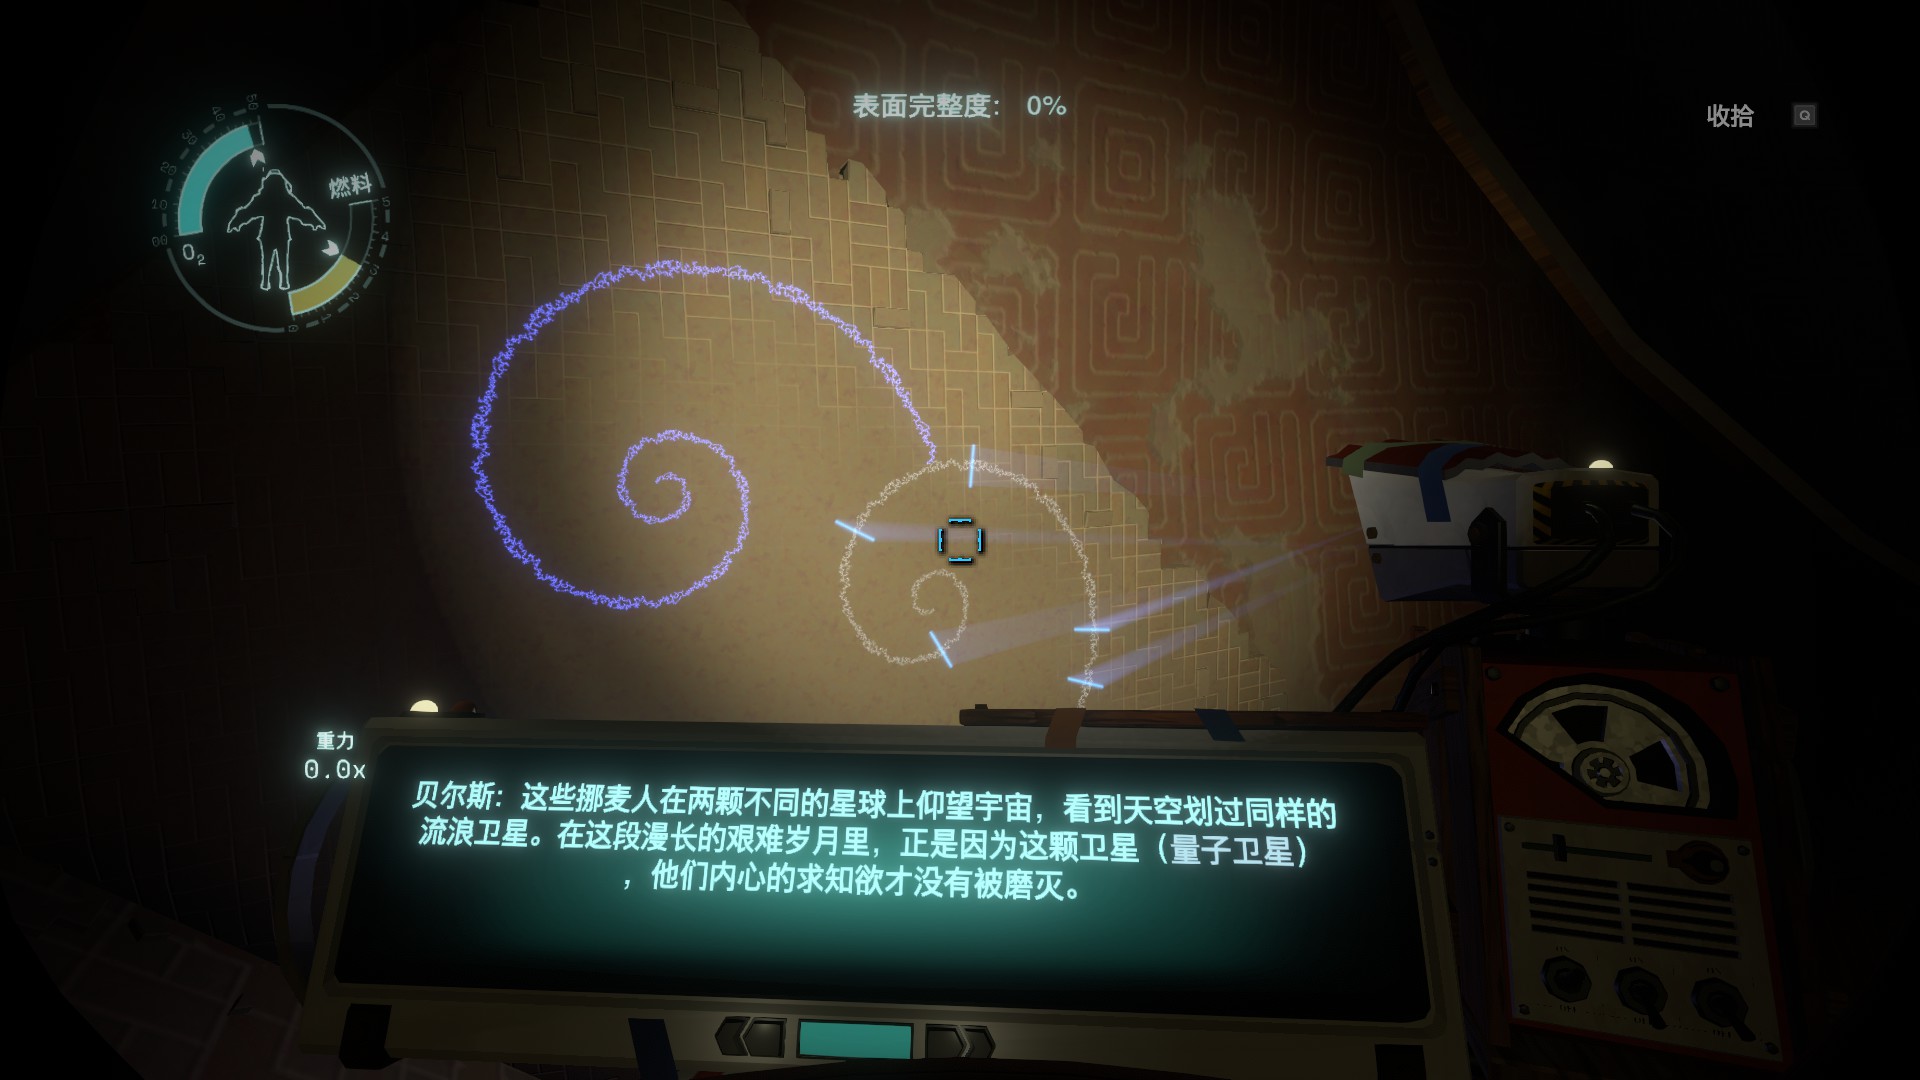 表面完整度： 0%
收拾 Q
燃料
O2
重力
0.0x
贝尔斯：这些挪麦人在两颗不同的星球上仰望宇宙，看到天空划过同样的
流浪卫星。在这段漫长的艰难岁月里，正是因为这颗卫星（量子卫星）
，他们内心的求知欲才没有被磨灭。